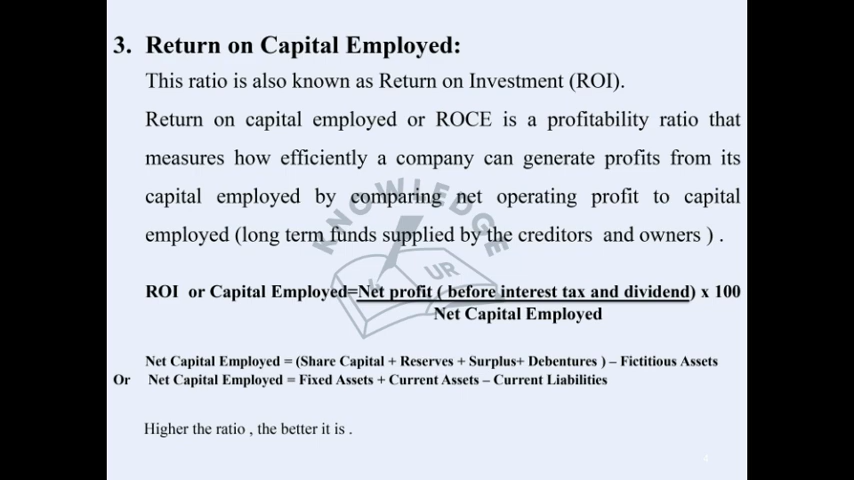 3. Return on Capital Employed:
This ratio is also known as Return on Investment (ROI).
Return on capital employed or ROCE is a profitability ratio that
measures how efficiently a company can generate profits from its
capital employed by comparing net operating profit to capital
employed (long term funds supplied by the creditors and owners ) .
KNOWLEDGE
UR
ROI or Capital Employed=Net profit ( before interest tax and dividend) x 100
Net Capital Employed
Net Capital Employed = (Share Capital + Reserves + Surplus+ Debentures ) – Fictitious Assets
Or Net Capital Employed = Fixed Assets + Current Assets – Current Liabilities
Higher the ratio , the better it is .